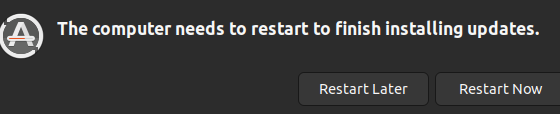 The computer needs to restart to finish installing updates.
Restart Later
Restart Now